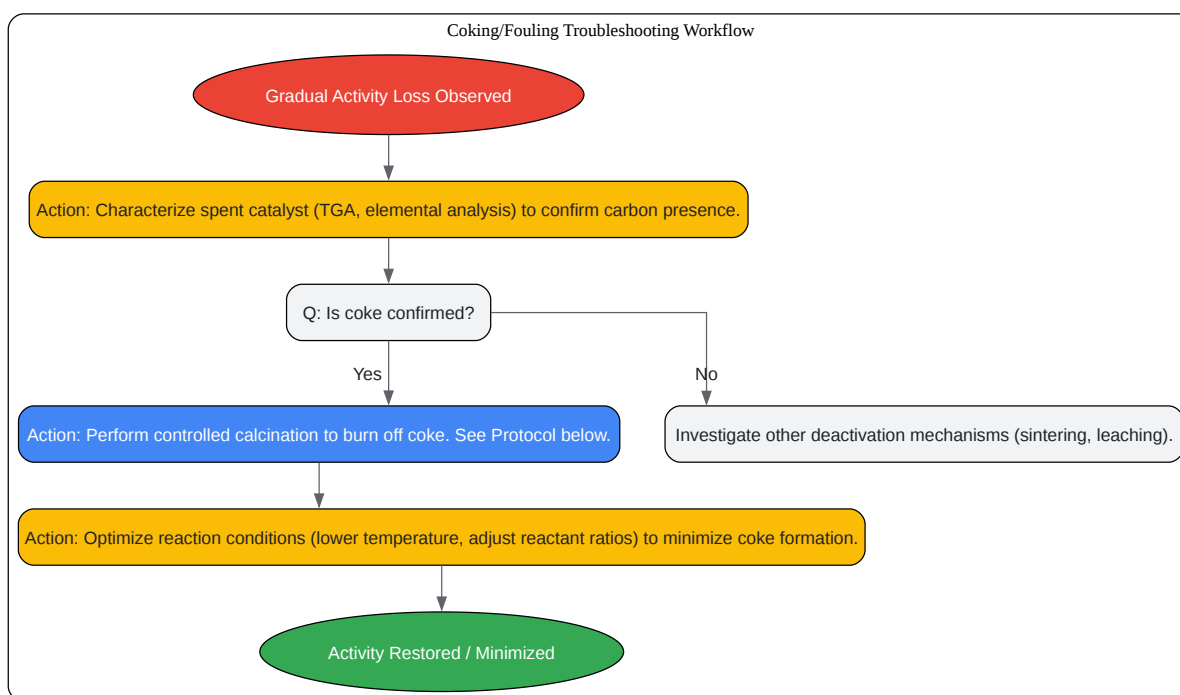 Coking/Fouling Troubleshooting Workflow
Gradual Activity Loss Observed
Action: Characterize spent catalyst (TGA, elemental analysis) to confirm carbon presence.
Q: Is coke confirmed?
Yes
No
Action: Perform controlled calcination to burn off coke. See Protocol below.
Investigate other deactivation mechanisms (sintering, leaching).
Action: Optimize reaction conditions (lower temperature, adjust reactant ratios) to minimize coke formation.
Activity Restored / Minimized